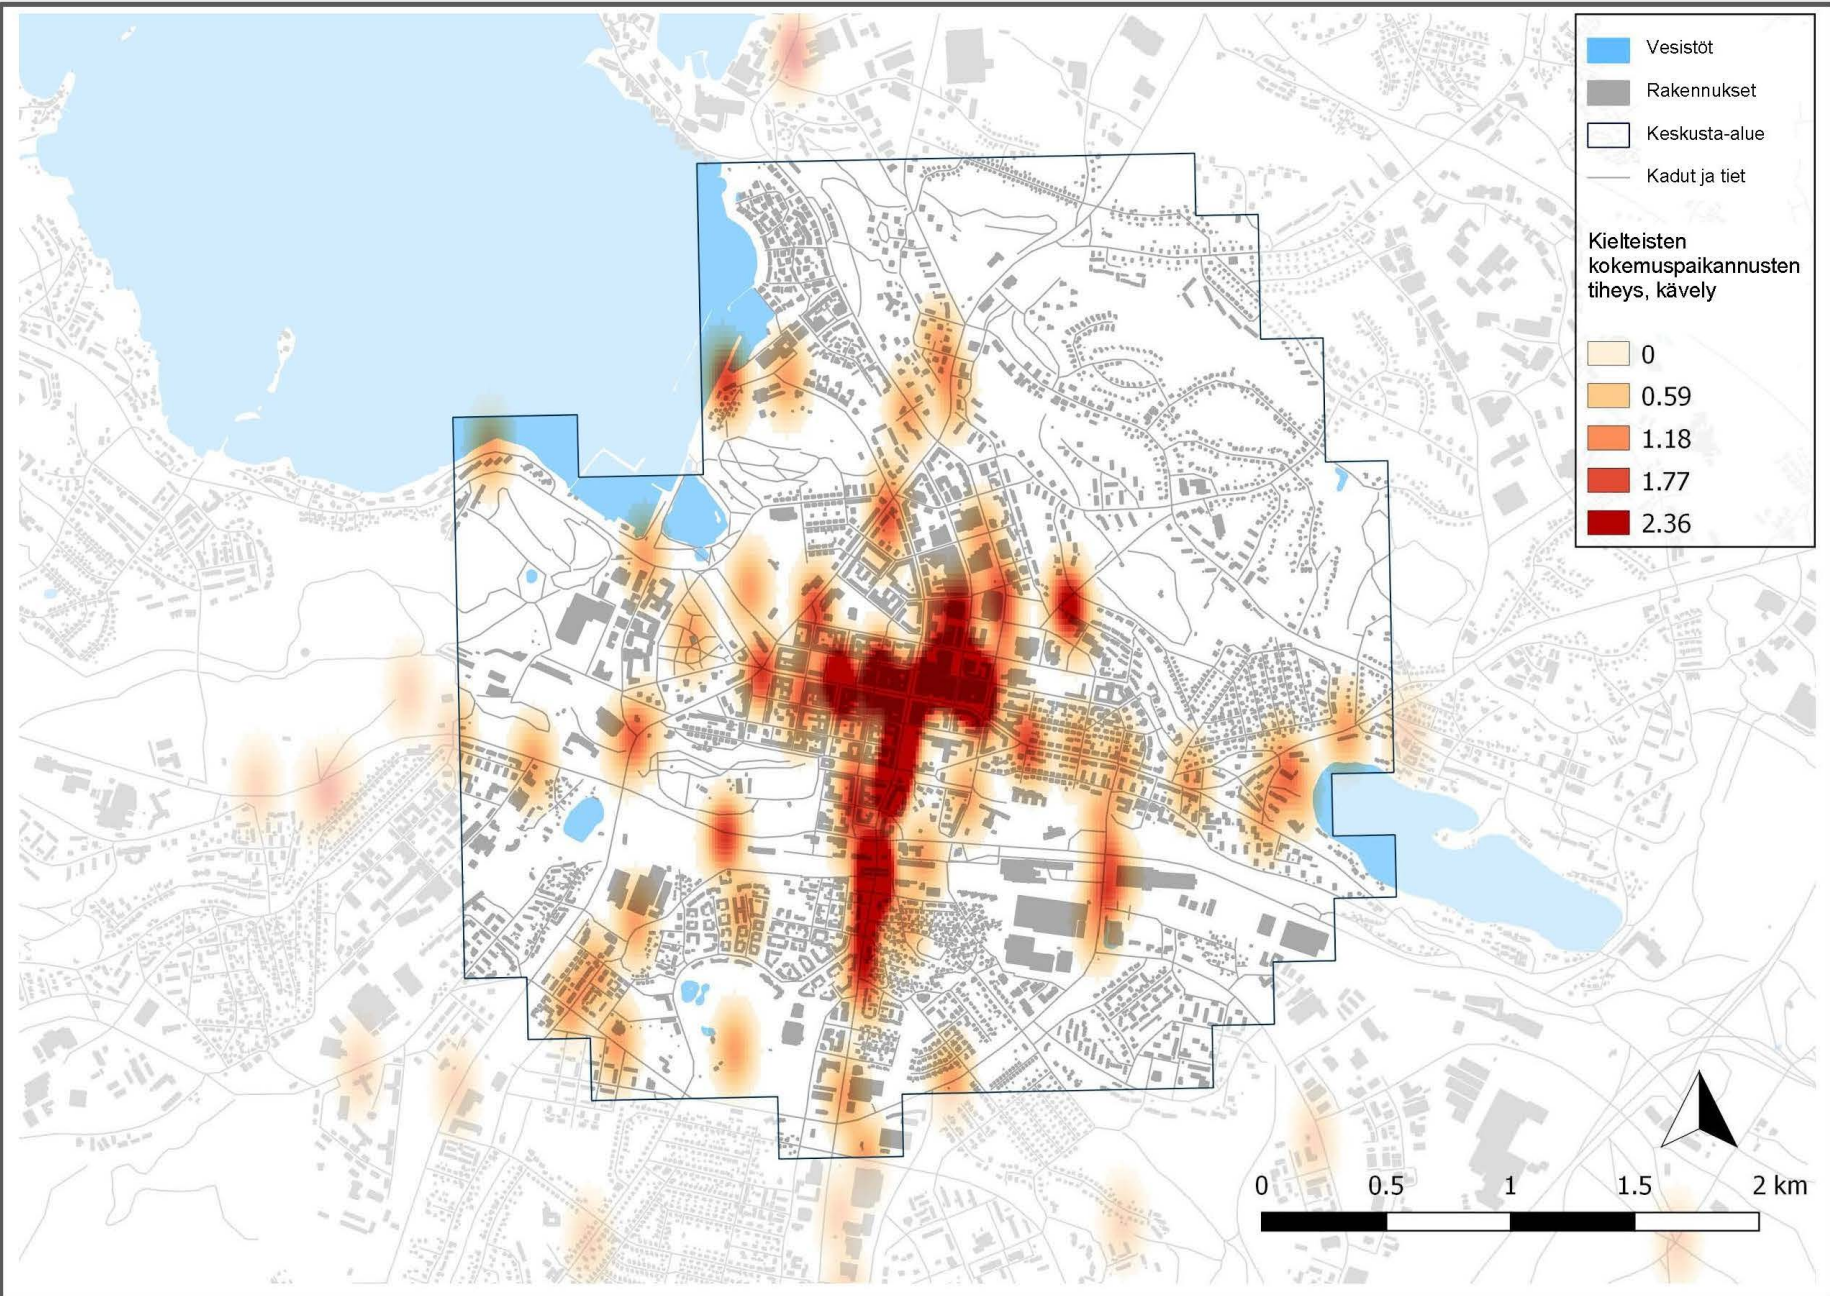 Vesistöt
Rakennukset
Keskusta-alue
Kadut ja tiet
Kielteisten
kokemuspaikannusten
tiheys, kävely
0
0.59
1.18
1.77
2.36
0 0.5 1 1.5 2 km